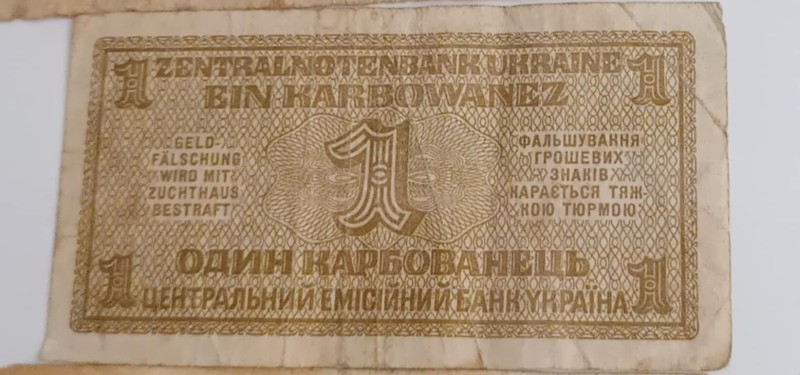 1 ZENTRALNOTENBANK UKRAINE 1
EIN KARBOWANEZ
GELD-
FÄLSCHUNG
WIRD MIT
ZUCHTHAUS
BESTRAFT
1
ФАЛЬШУВАННЯ
ГРОШЕВИХ
ЗНАКІВ
КАРАЄТЬСЯ ТЯЖ-
КОЮ ТЮРМОЮ
ОДИН КАРБОВАНЕЦЬ
1 ЦЕНТРАЛЬНИЙ ЕМІСІЙНИЙ БАНК УКРАЇНА 1